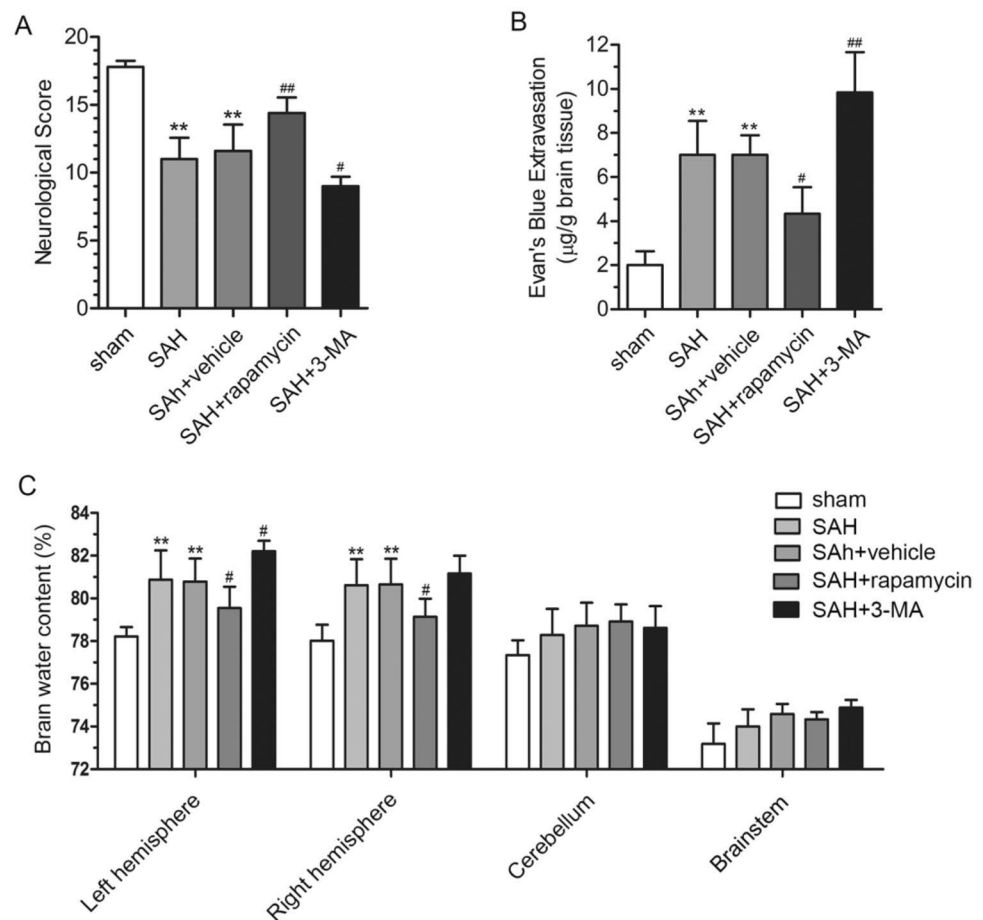 A
Neurological Score
20
15
10
5
0
**
**
##
#
sham
SAH
SAh+vehicle
SAH+rapamycin
SAH+3-MA
B
Evan's Blue Extravasation
(µg/g brain tissue)
12
10
8
6
4
2
0
**
**
#
##
sham
SAH
SAh+vehicle
SAH+rapamycin
SAH+3-MA
C
Brain water content (%)
84
82
80
78
76
74
72
**
**
#
#
**
**
#
Left hemisphere
Right hemisphere
Cerebellum
Brainstem
sham
SAH
SAh+vehicle
SAH+rapamycin
SAH+3-MA